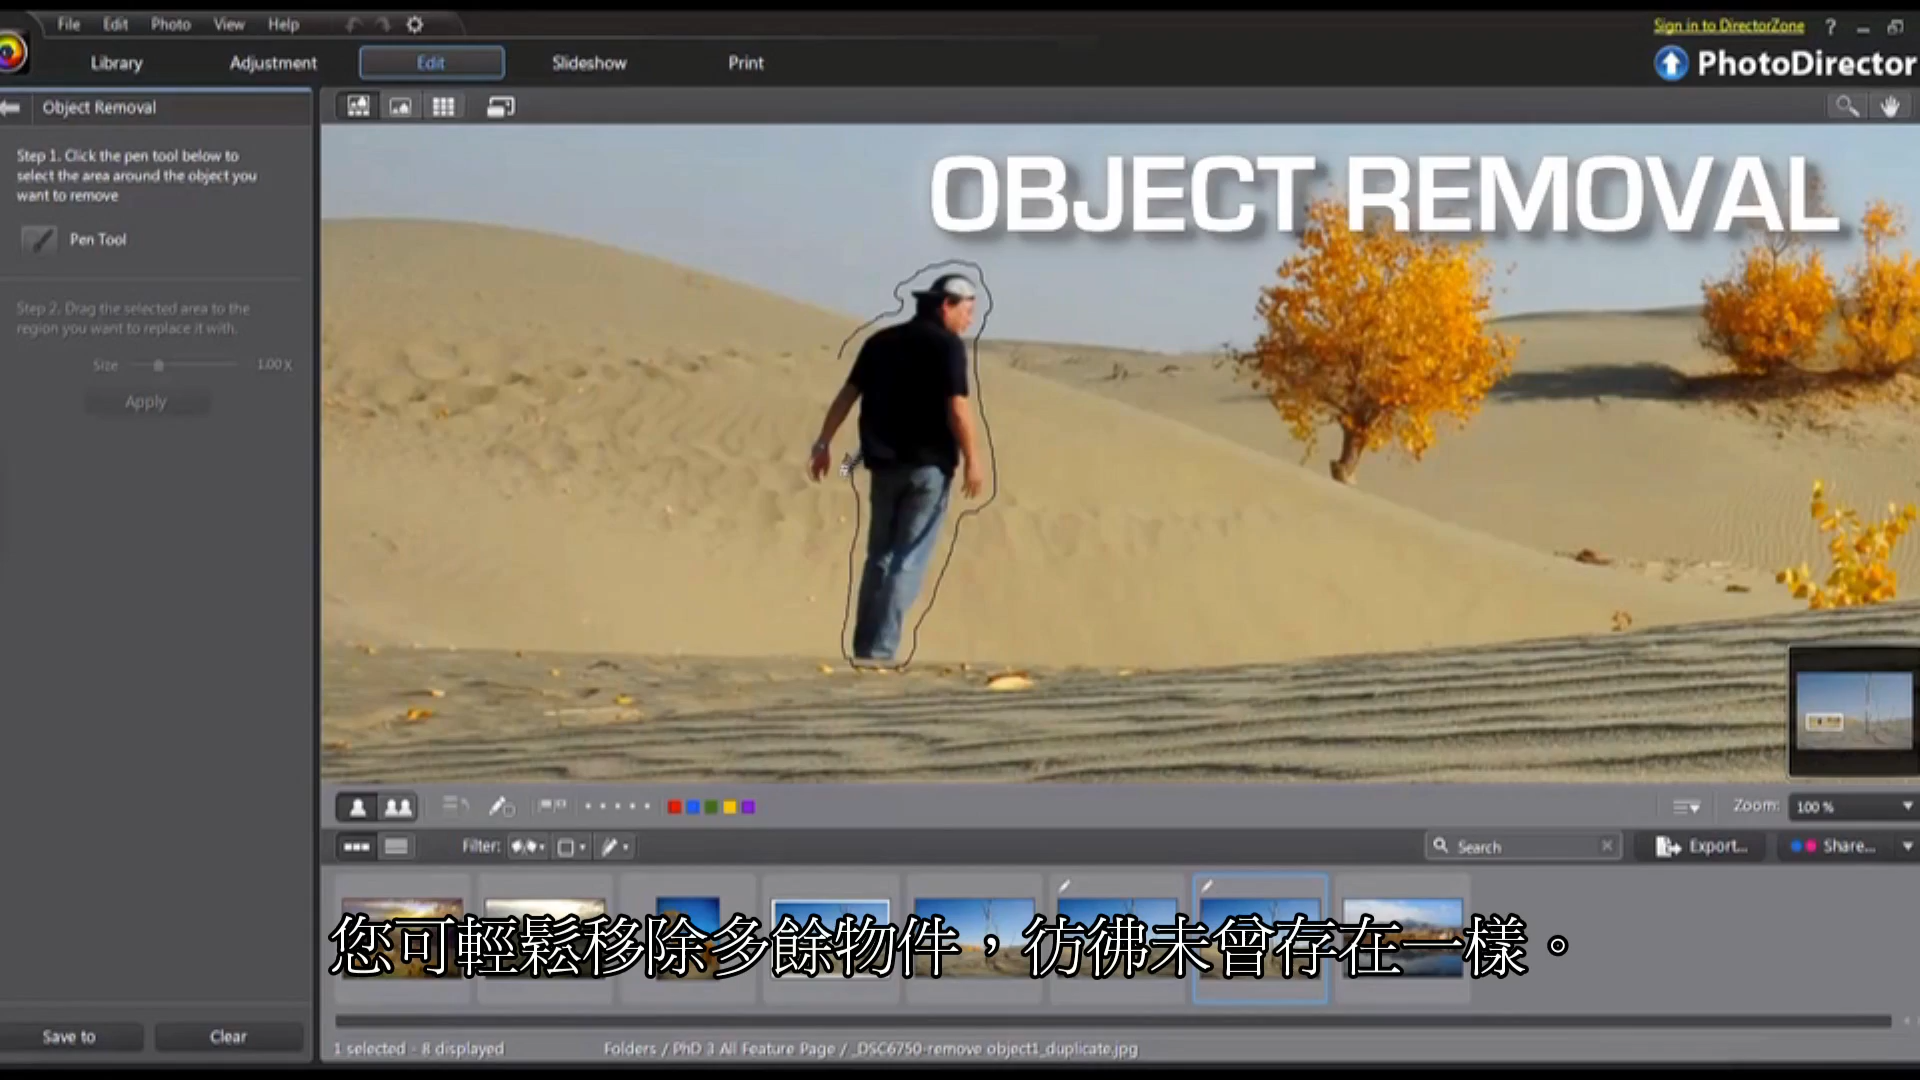 File Edit Photo View Help
Sign in to DirectorZone ?
Library Adjustment Edit Slideshow Print
PhotoDirector
Object Removal
Step 1. Click the pen tool below to
select the area around the object you
want to remove
Pen Tool
Step 2. Drag the selected area to the
region you want to replace it with.
Size 1.00 X
Apply
OBJECT REMOVAL
Zoom: 100 %
Filter: Search Export... Share...
您可輕鬆移除多餘物件，彷彿未曾存在一樣。
Save to Clear
1 selected - 8 displayed
Folders / PhD 3 All Feature Page / _DSC6750-remove object1_duplicate.jpg